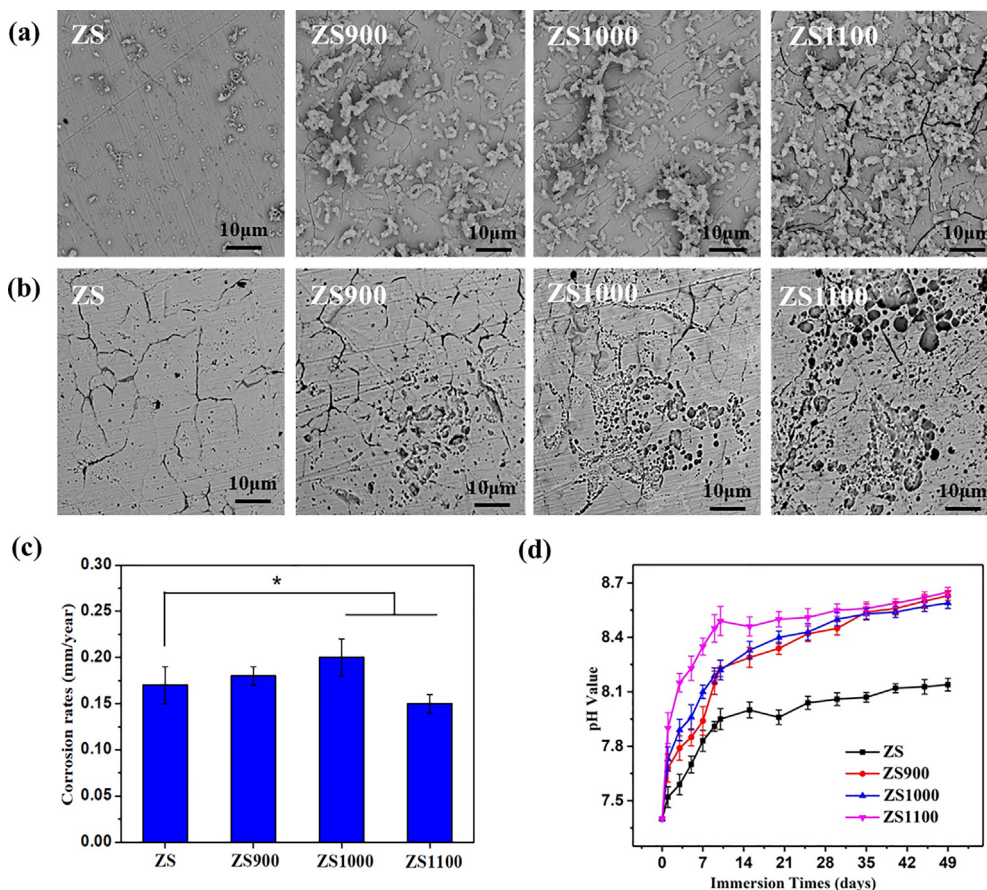 (a)
ZS
ZS900
ZS1000
ZS1100
10μm
10μm
10μm
10μm
(b)
ZS
ZS900
ZS1000
ZS1100
10μm
10μm
10μm
10μm
(c)
Corrosion rates (mm/year)
0.30
0.25
0.20
0.15
0.10
0.05
0.00
*
ZS
ZS900
ZS1000
ZS1100
(d)
pH Value
8.7
8.4
8.1
7.8
7.5
ZS
ZS900
ZS1000
ZS1100
0
7
14
21
28
35
42
49
Immersion Times (days)